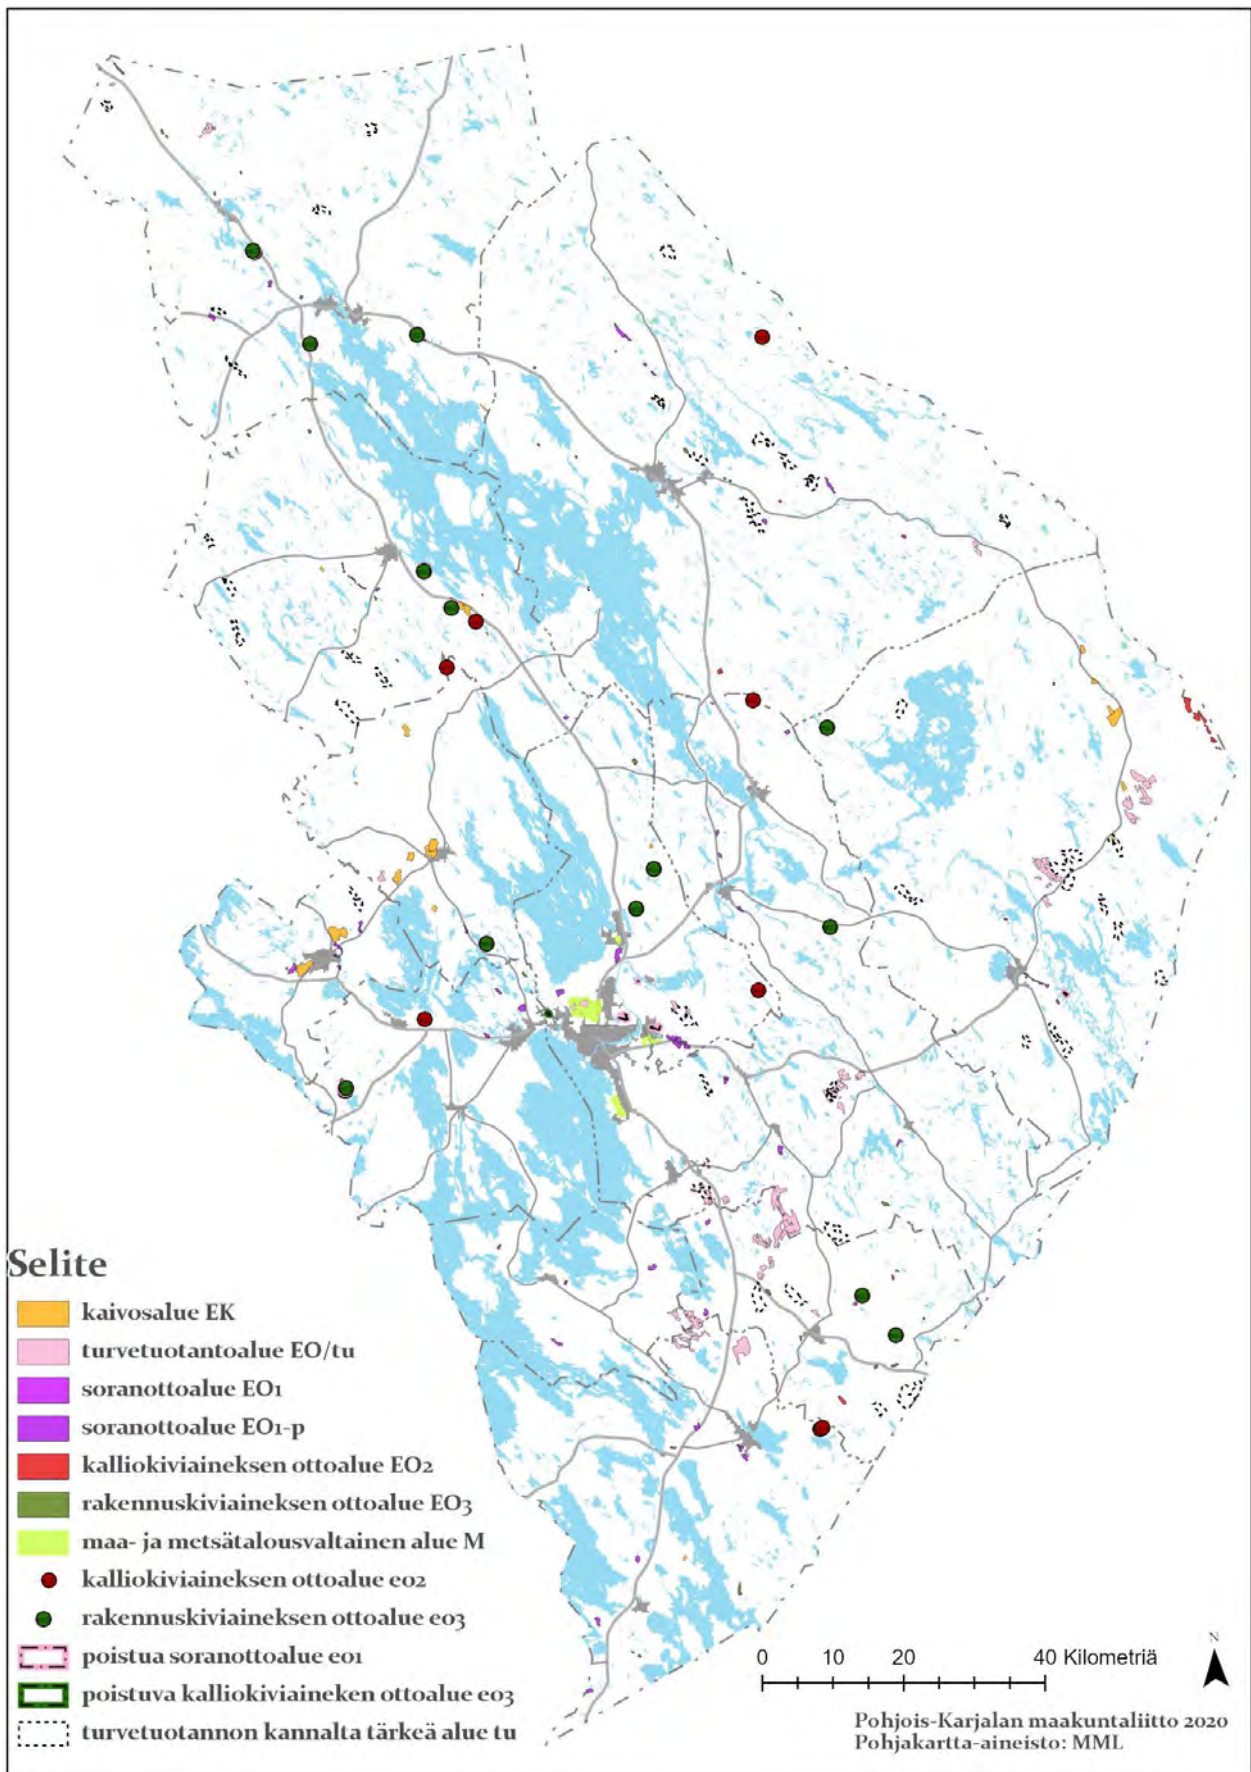 Selite
kaivosalue EK
turvetuotantoalue EO/tu
soranottoalue EO1
soranottoalue EO1-p
kalliokiviaineksen ottoalue EO2
rakennuskiviaineksen ottoalue EO3
maa- ja metsätalousvaltainen alue M
kalliokiviaineksen ottoalue eo2
rakennuskiviaineksen ottoalue eo3
poistua soranottoalue eo1
poistuva kalliokiviaineken ottoalue eo3
turvetuotannon kannalta tärkeä alue tu
0 10 20 40 Kilometriä
N
Pohjois-Karjalan maakuntaliitto 2020
Pohjakartta-aineisto: MML